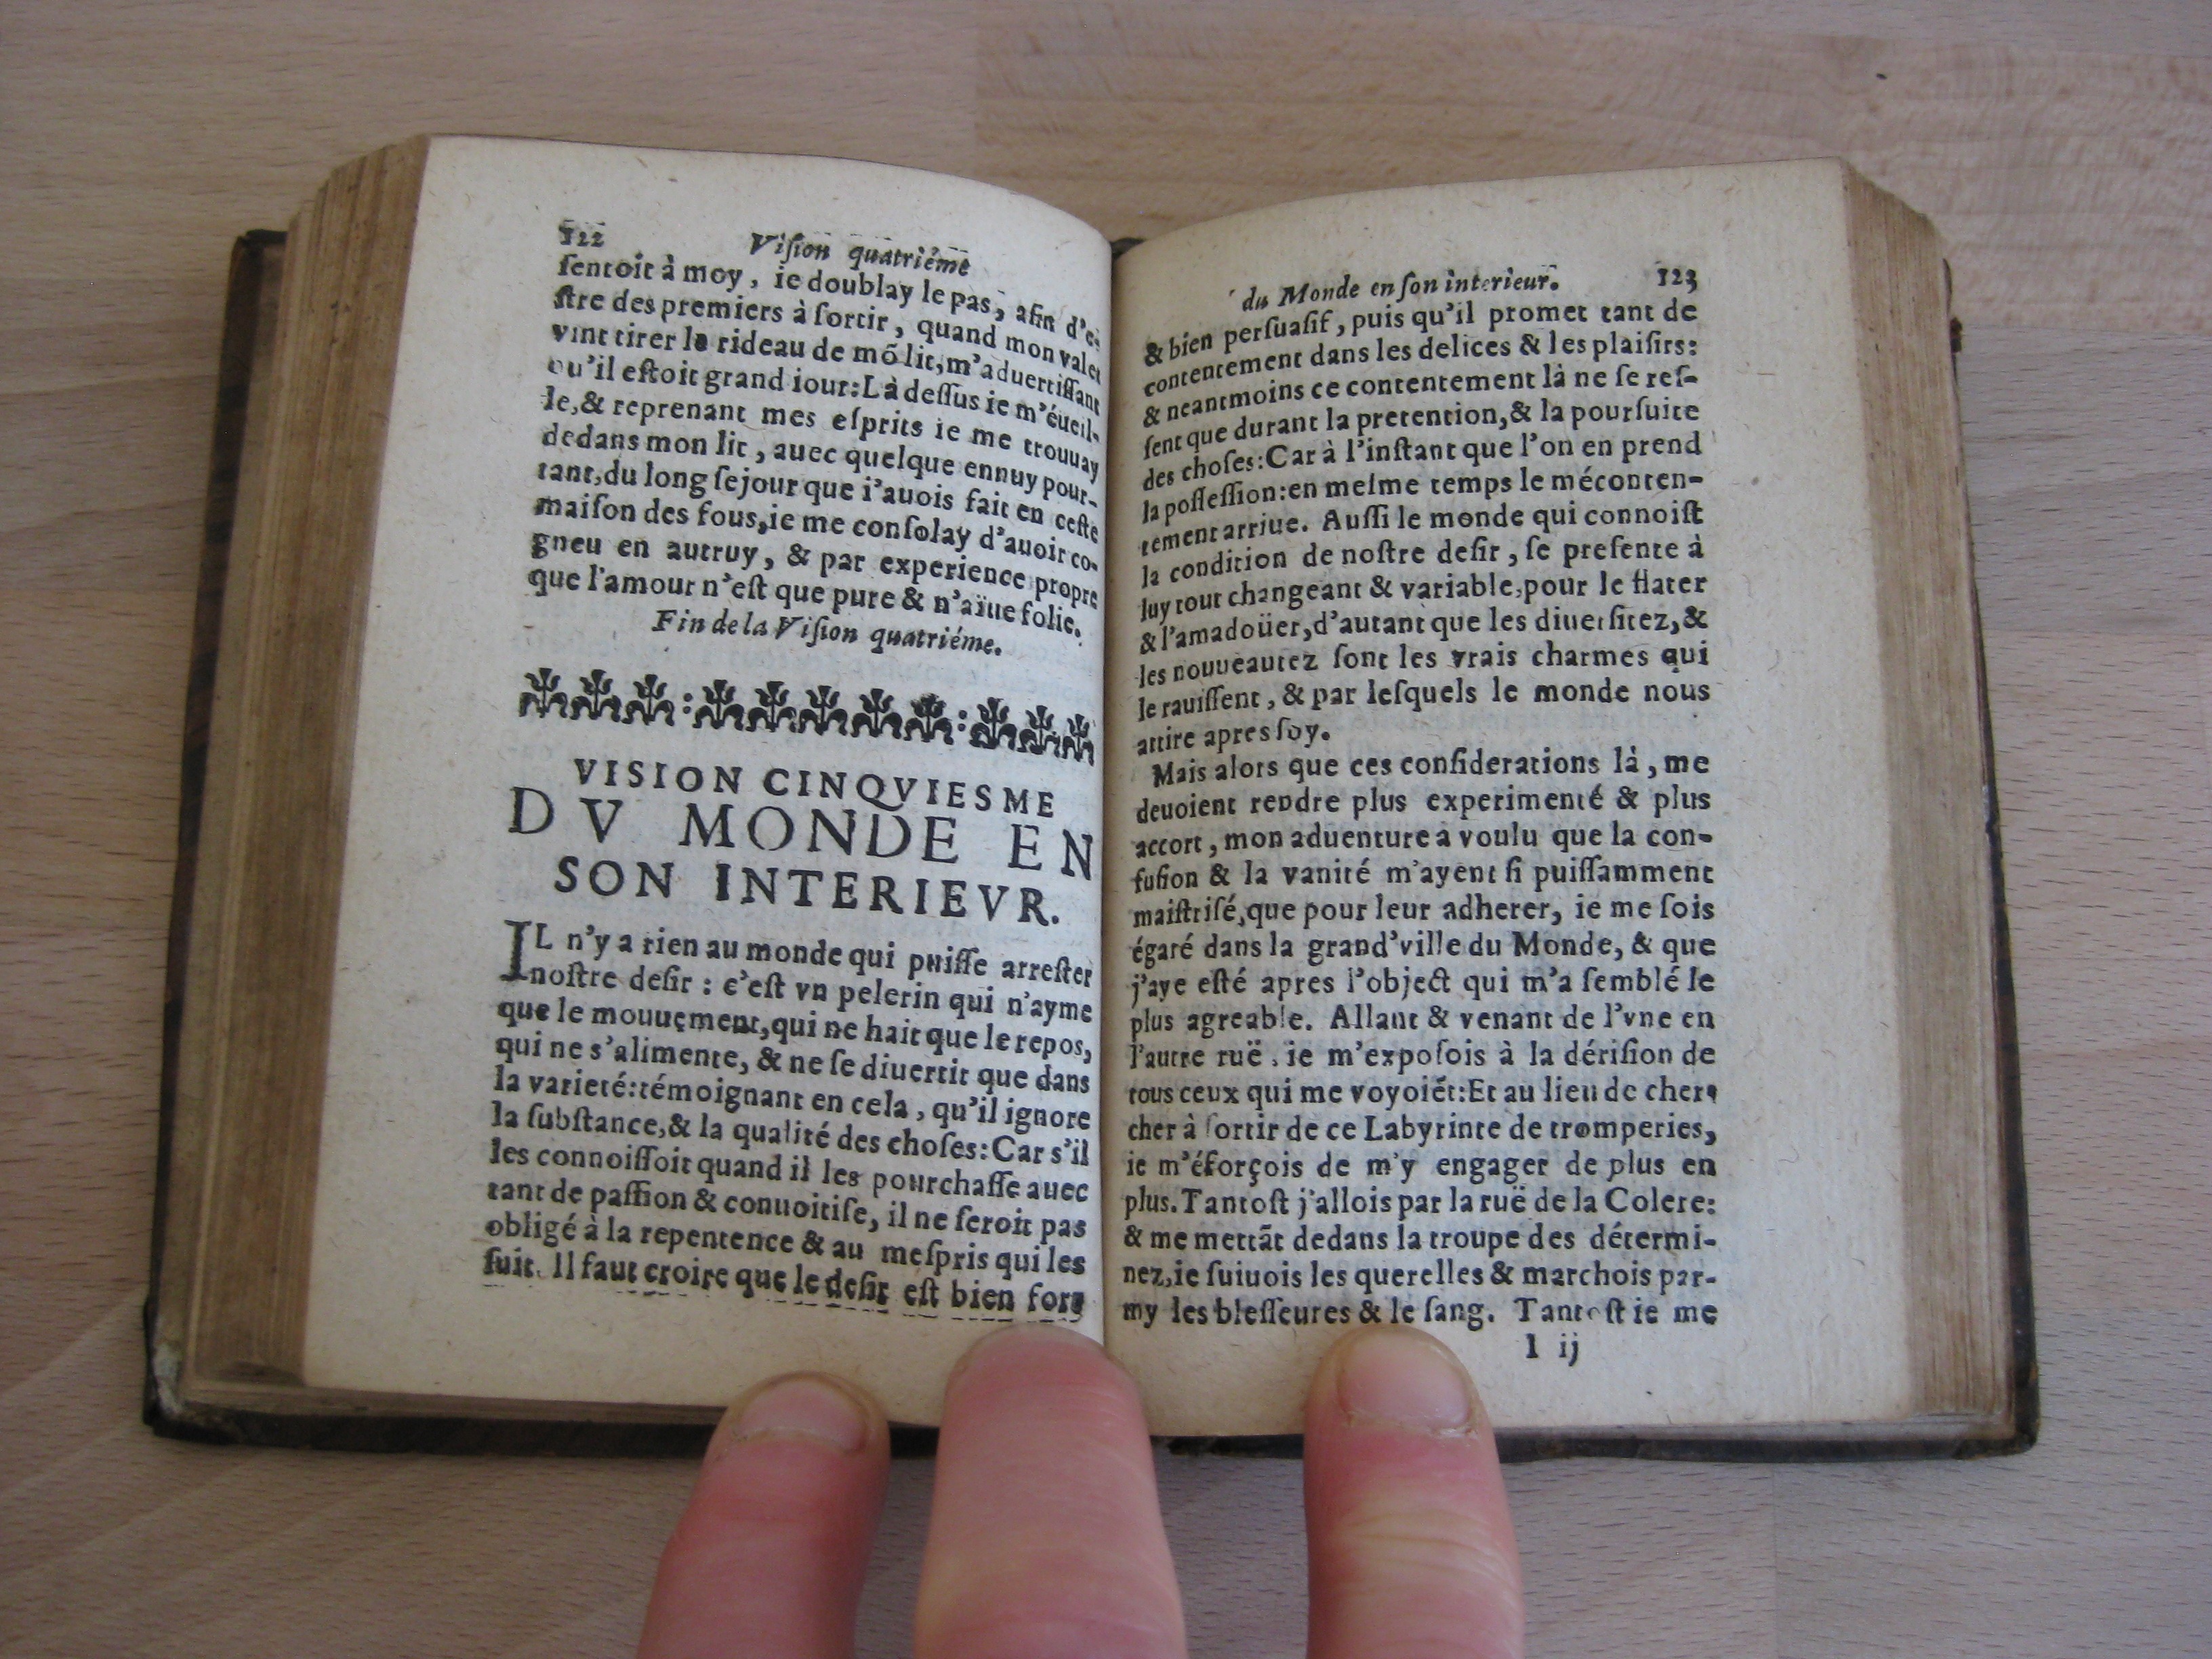 122 Viſion quatriéme
ſentoit à moy, ie doublay le pas, afin d'e-
ſtre des premiers à ſortir, quand mon valet
vint tirer le rideau de mõ lit, m'aduertiſſant
qu'il eſtoit grand iour: Là deſſus ie m'éueil-
le, & reprenant mes eſprits ie me trouuay
dedans mon lit, auec quelque ennuy pour-
tant, du long ſejour que i'auois fait en ceſte
maiſon des fous, ie me conſolay d'auoir co-
gneu en autruy, & par experience propre
que l'amour n'eſt que pure & n'aïue folie.
Fin de la Viſion quatriéme.
VISION CINQVIESME
DV MONDE EN
SON INTERIEVR.
IL n'y a rien au monde qui puiſſe arreſter
noſtre deſir : c'eſt vn pelerin qui n'ayme
que le mouuement, qui ne hait que le repos,
qui ne s'alimente, & ne ſe diuertit que dans
la varieté: témoignant en cela, qu'il ignore
la ſubſtance, & la qualité des choſes: Car s'il
les connoiſſoit quand il les pourchaſſe auec
tant de paſſion & conuoitiſe, il ne ſeroit pas
obligé à la repentence & au meſpris qui les
ſuit. Il faut croire que le deſir eſt bien fort
du Monde en ſon interieur. 123
& bien perſuaſif, puis qu'il promet tant de
contentement dans les delices & les plaiſirs:
& neantmoins ce contentement là ne ſe reſ-
ſent que durant la pretention, & la pourſuite
des choſes: Car à l'inſtant que l'on en prend
la poſſeſſion: en meſme temps le méconten-
tement arriue. Auſſi le monde qui connoiſt
la condition de noſtre deſir, ſe preſente à
luy tout changeant & variable, pour le flater
& l'amadoüer, d'autant que les diuerſitez, &
les nouueautez ſont les vrais charmes qui
le rauiſſent, & par leſquels le monde nous
attire apres ſoy.
Mais alors que ces conſiderations là, me
deuoient rendre plus experimenté & plus
accort, mon aduenture a voulu que la con-
fuſion & la vanité m'ayent ſi puiſſamment
maiſtriſé, que pour leur adherer, ie me ſois
égaré dans la grand'ville du Monde, & que
j'aye eſté apres l'object qui m'a ſemblé le
plus agreable. Allant & venant de l'vne en
l'autre ruë, ie m'expoſois à la dériſion de
tous ceux qui me voyoiẽt: Et au lieu de cher-
cher à ſortir de ce Labyrinte de tromperies,
ie m'éforçois de m'y engager de plus en
plus. Tantoſt j'allois par la ruë de la Colere:
& me mettãt dedans la troupe des détermi-
nez, ie ſuiuois les querelles & marchois par-
my les bleſſeures & le ſang. Tantoſt ie me
l ij